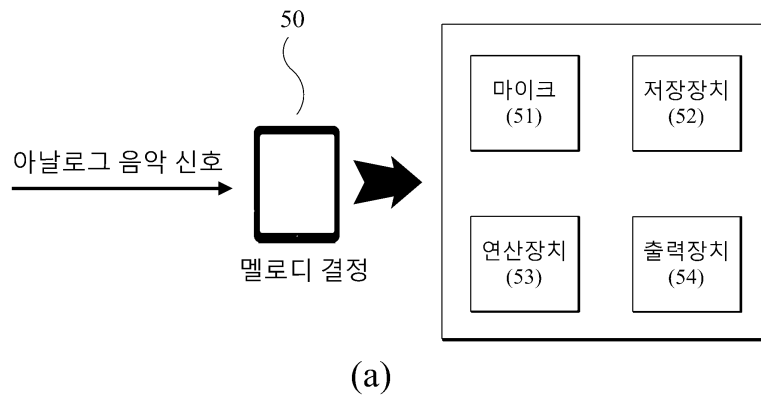 50
아날로그 음악 신호
멜로디 결정
마이크
(51)
저장장치
(52)
연산장치
(53)
출력장치
(54)
(a)